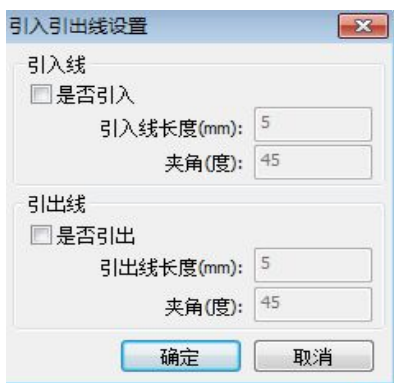 引入引出线设置
引入线
是否引入
引入线长度(mm): 5
夹角(度): 45
引出线
是否引出
引出线长度(mm): 5
夹角(度): 45
确定 取消